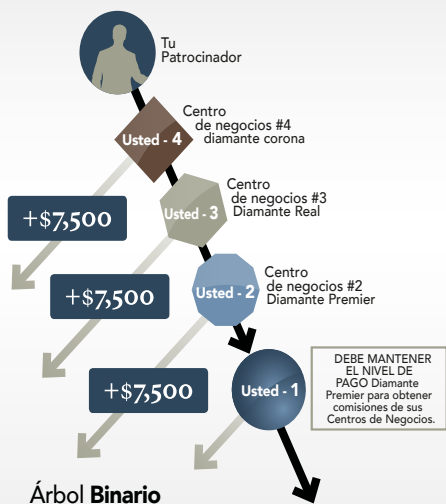 Tu
Patrocinador
Centro
de negocios #4
diamante corona
Usted - 4
Centro
de negocios #3
Diamante Real
Usted - 3
+$7,500
Centro
de negocios #2
Diamante Premier
Usted - 2
+$7,500
DEBE MANTENER
EL NIVEL DE
PAGO Diamante
Premier para obtener
comisiones de sus
Centros de Negocios.
Usted - 1
+$7,500
Árbol Binario